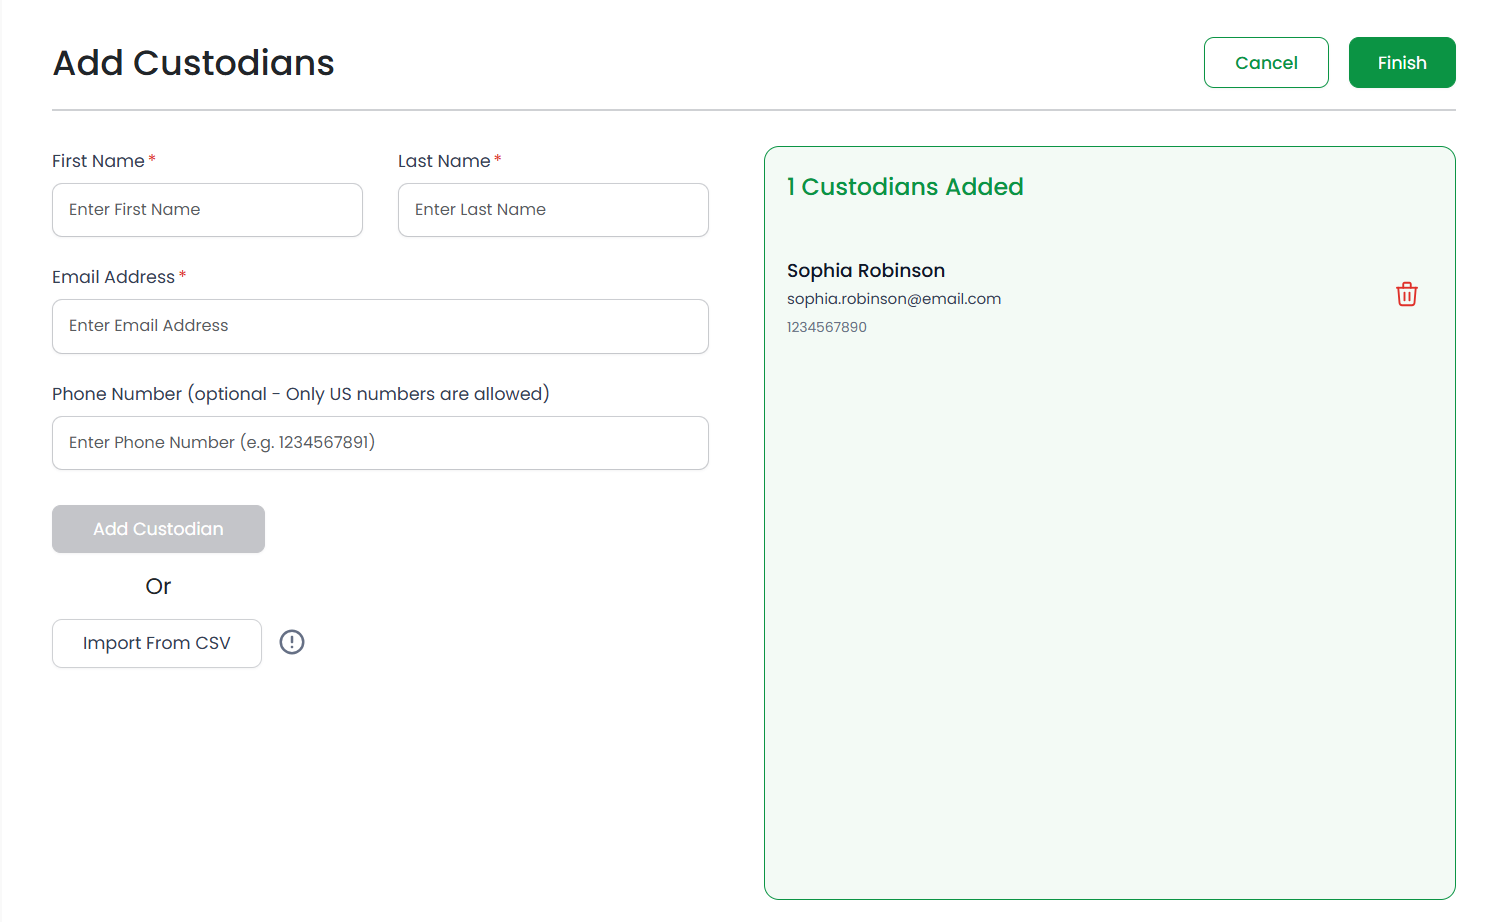 Add Custodians
Cancel
Finish
First Name *
Last Name *
Enter First Name
Enter Last Name
Email Address *
Enter Email Address
Phone Number (optional - Only US numbers are allowed)
Enter Phone Number (e.g. 1234567891)
Add Custodian
Or
Import From CSV
1 Custodians Added
Sophia Robinson
sophia.robinson@email.com
1234567890